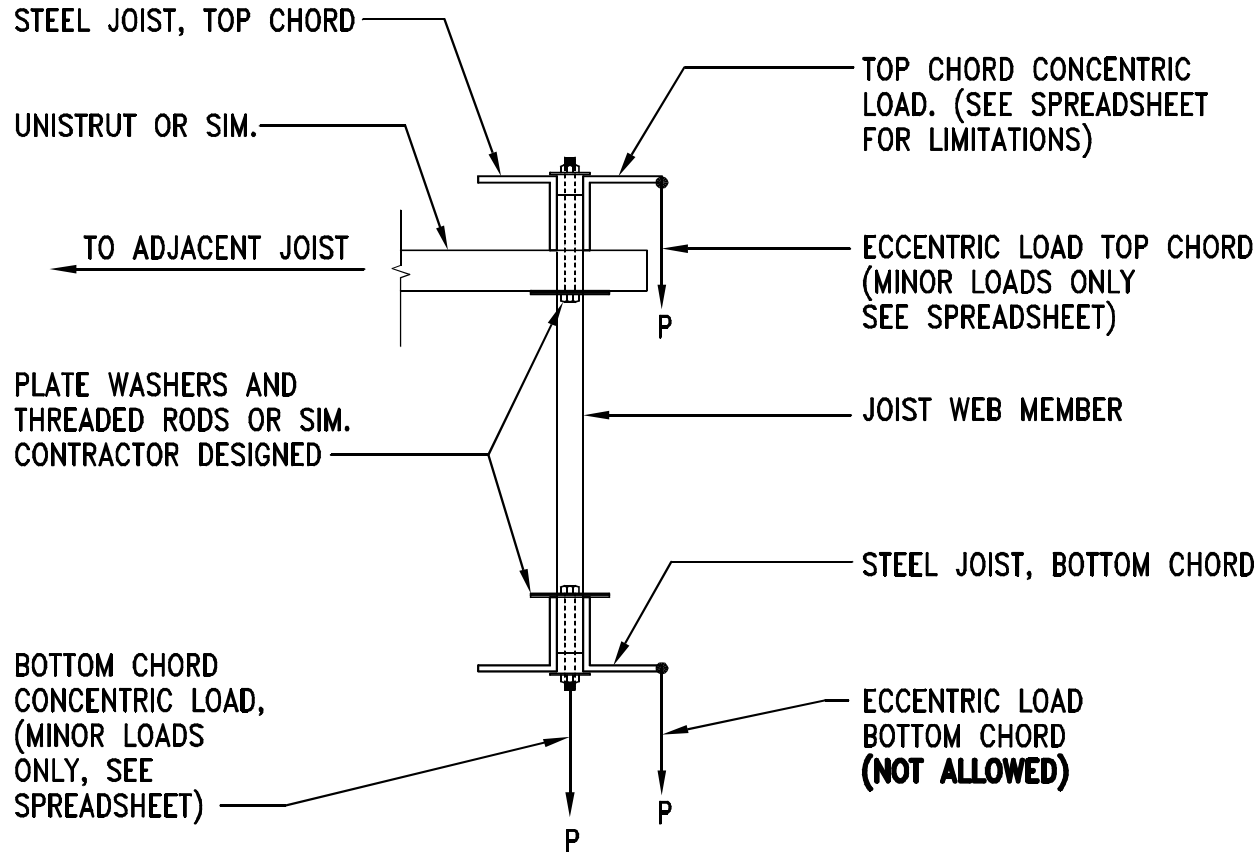 STEEL JOIST, TOP CHORD
UNISTRUT OR SIM.
TO ADJACENT JOIST
PLATE WASHERS AND
THREADED RODS OR SIM.
CONTRACTOR DESIGNED
BOTTOM CHORD
CONCENTRIC LOAD,
(MINOR LOADS
ONLY, SEE
SPREADSHEET)
TOP CHORD CONCENTRIC
LOAD. (SEE SPREADSHEET
FOR LIMITATIONS)
ECCENTRIC LOAD TOP CHORD
(MINOR LOADS ONLY
SEE SPREADSHEET)
P
JOIST WEB MEMBER
STEEL JOIST, BOTTOM CHORD
ECCENTRIC LOAD
BOTTOM CHORD
(NOT ALLOWED)
P
P